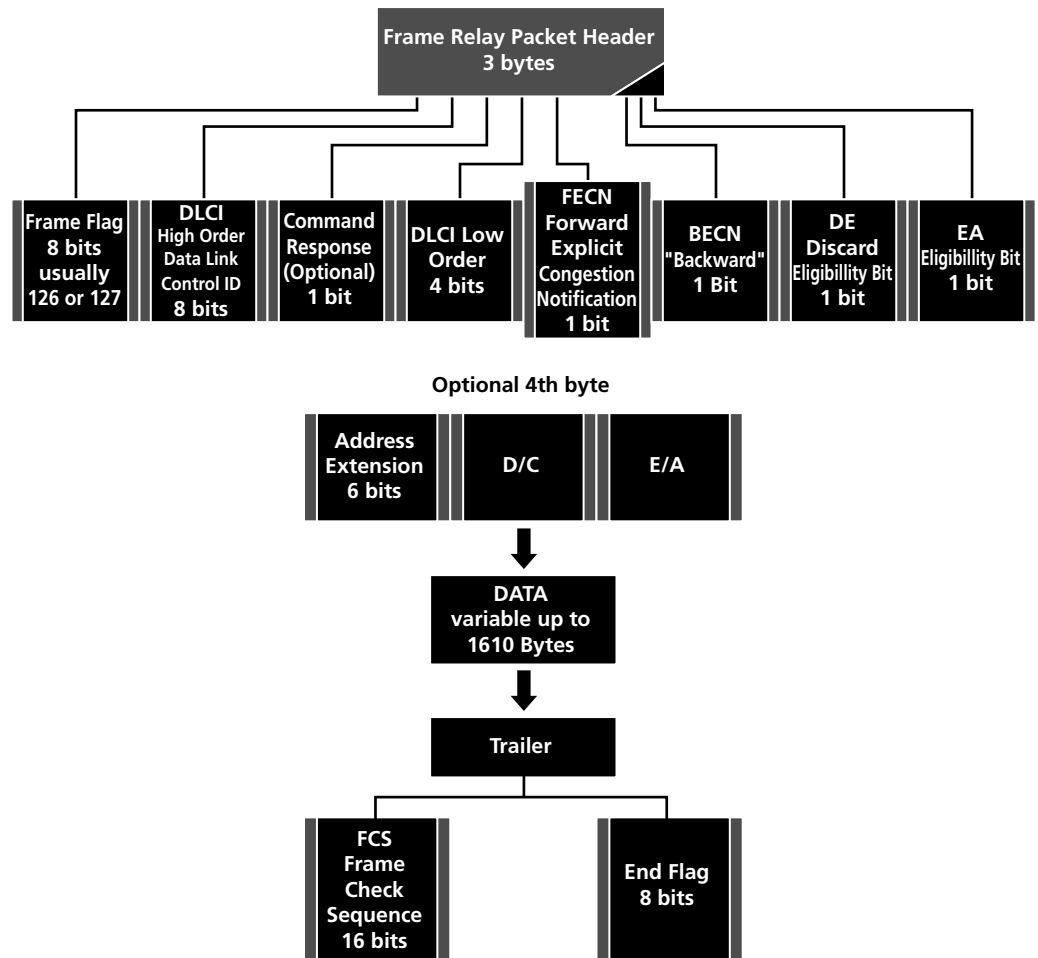 Frame Relay Packet Header
3 bytes
Frame Flag
8 bits
usually
126 or 127
DLCI
High Order
Data Link
Control ID
8 bits
Command
Response
(Optional)
1 bit
DLCI Low
Order
4 bits
FECN
Forward
Explicit
Congestion
Notification
1 bit
BECN
"Backward"
1 Bit
DE
Discard
Eligibillity Bit
1 bit
EA
Eligibillity Bit
1 bit
Optional 4th byte
Address
Extension
6 bits
D/C
E/A
DATA
variable up to
1610 Bytes
Trailer
FCS
Frame
Check
Sequence
16 bits
End Flag
8 bits